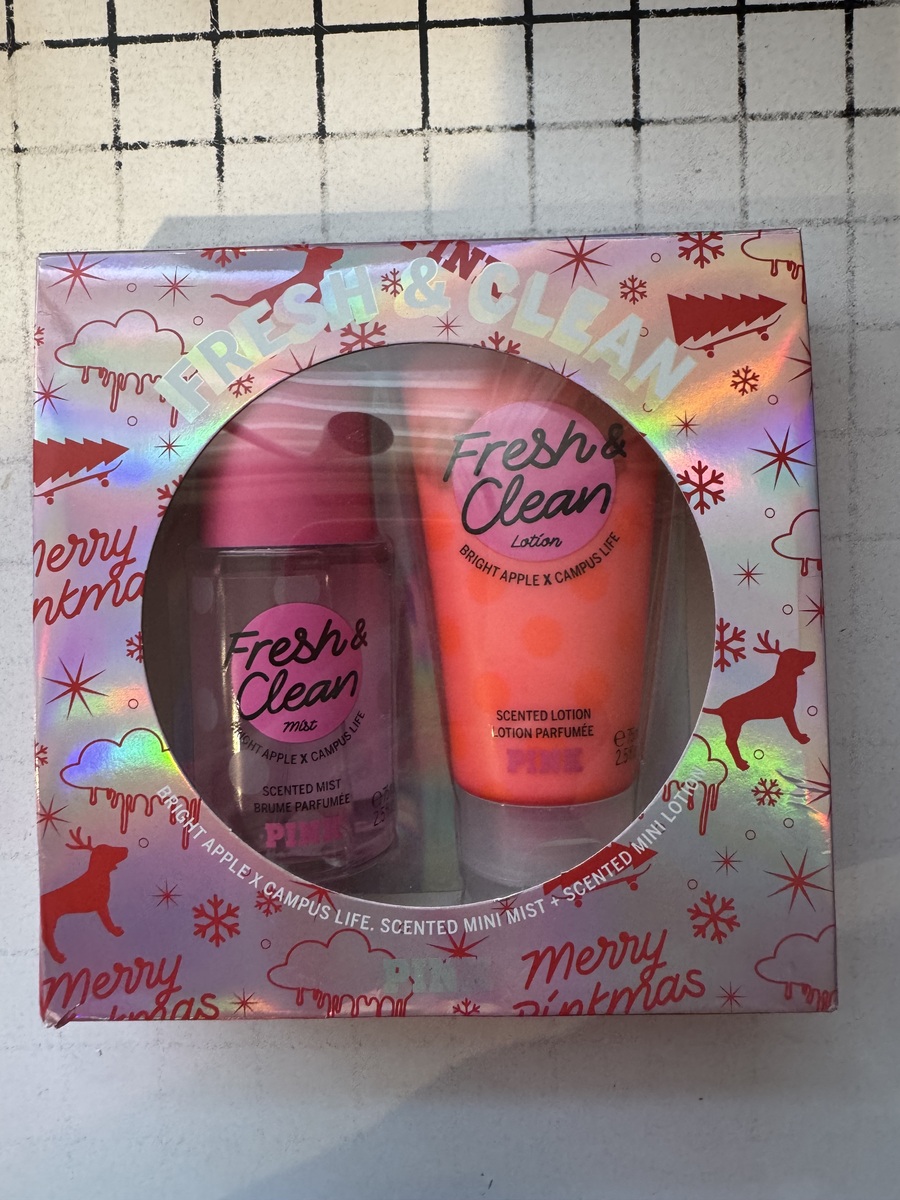 FRESH & CLEAN
Merry
Fresh &
Clean
Lotion
BRIGHT APPLE X CAMPUS LIFE
SCENTED LOTION
LOTION PARFUMÉE
PINK
Fresh &
Clean
Mist
BRIGHT APPLE X CAMPUS LIFE
SCENTED MIST
BRUME PARFUMÉE
PINK
BRIGHT APPLE X CAMPUS LIFE. SCENTED MINI MIST + SCENTED MINI LOTION
PINK
Merry
Merry
Pinkmas